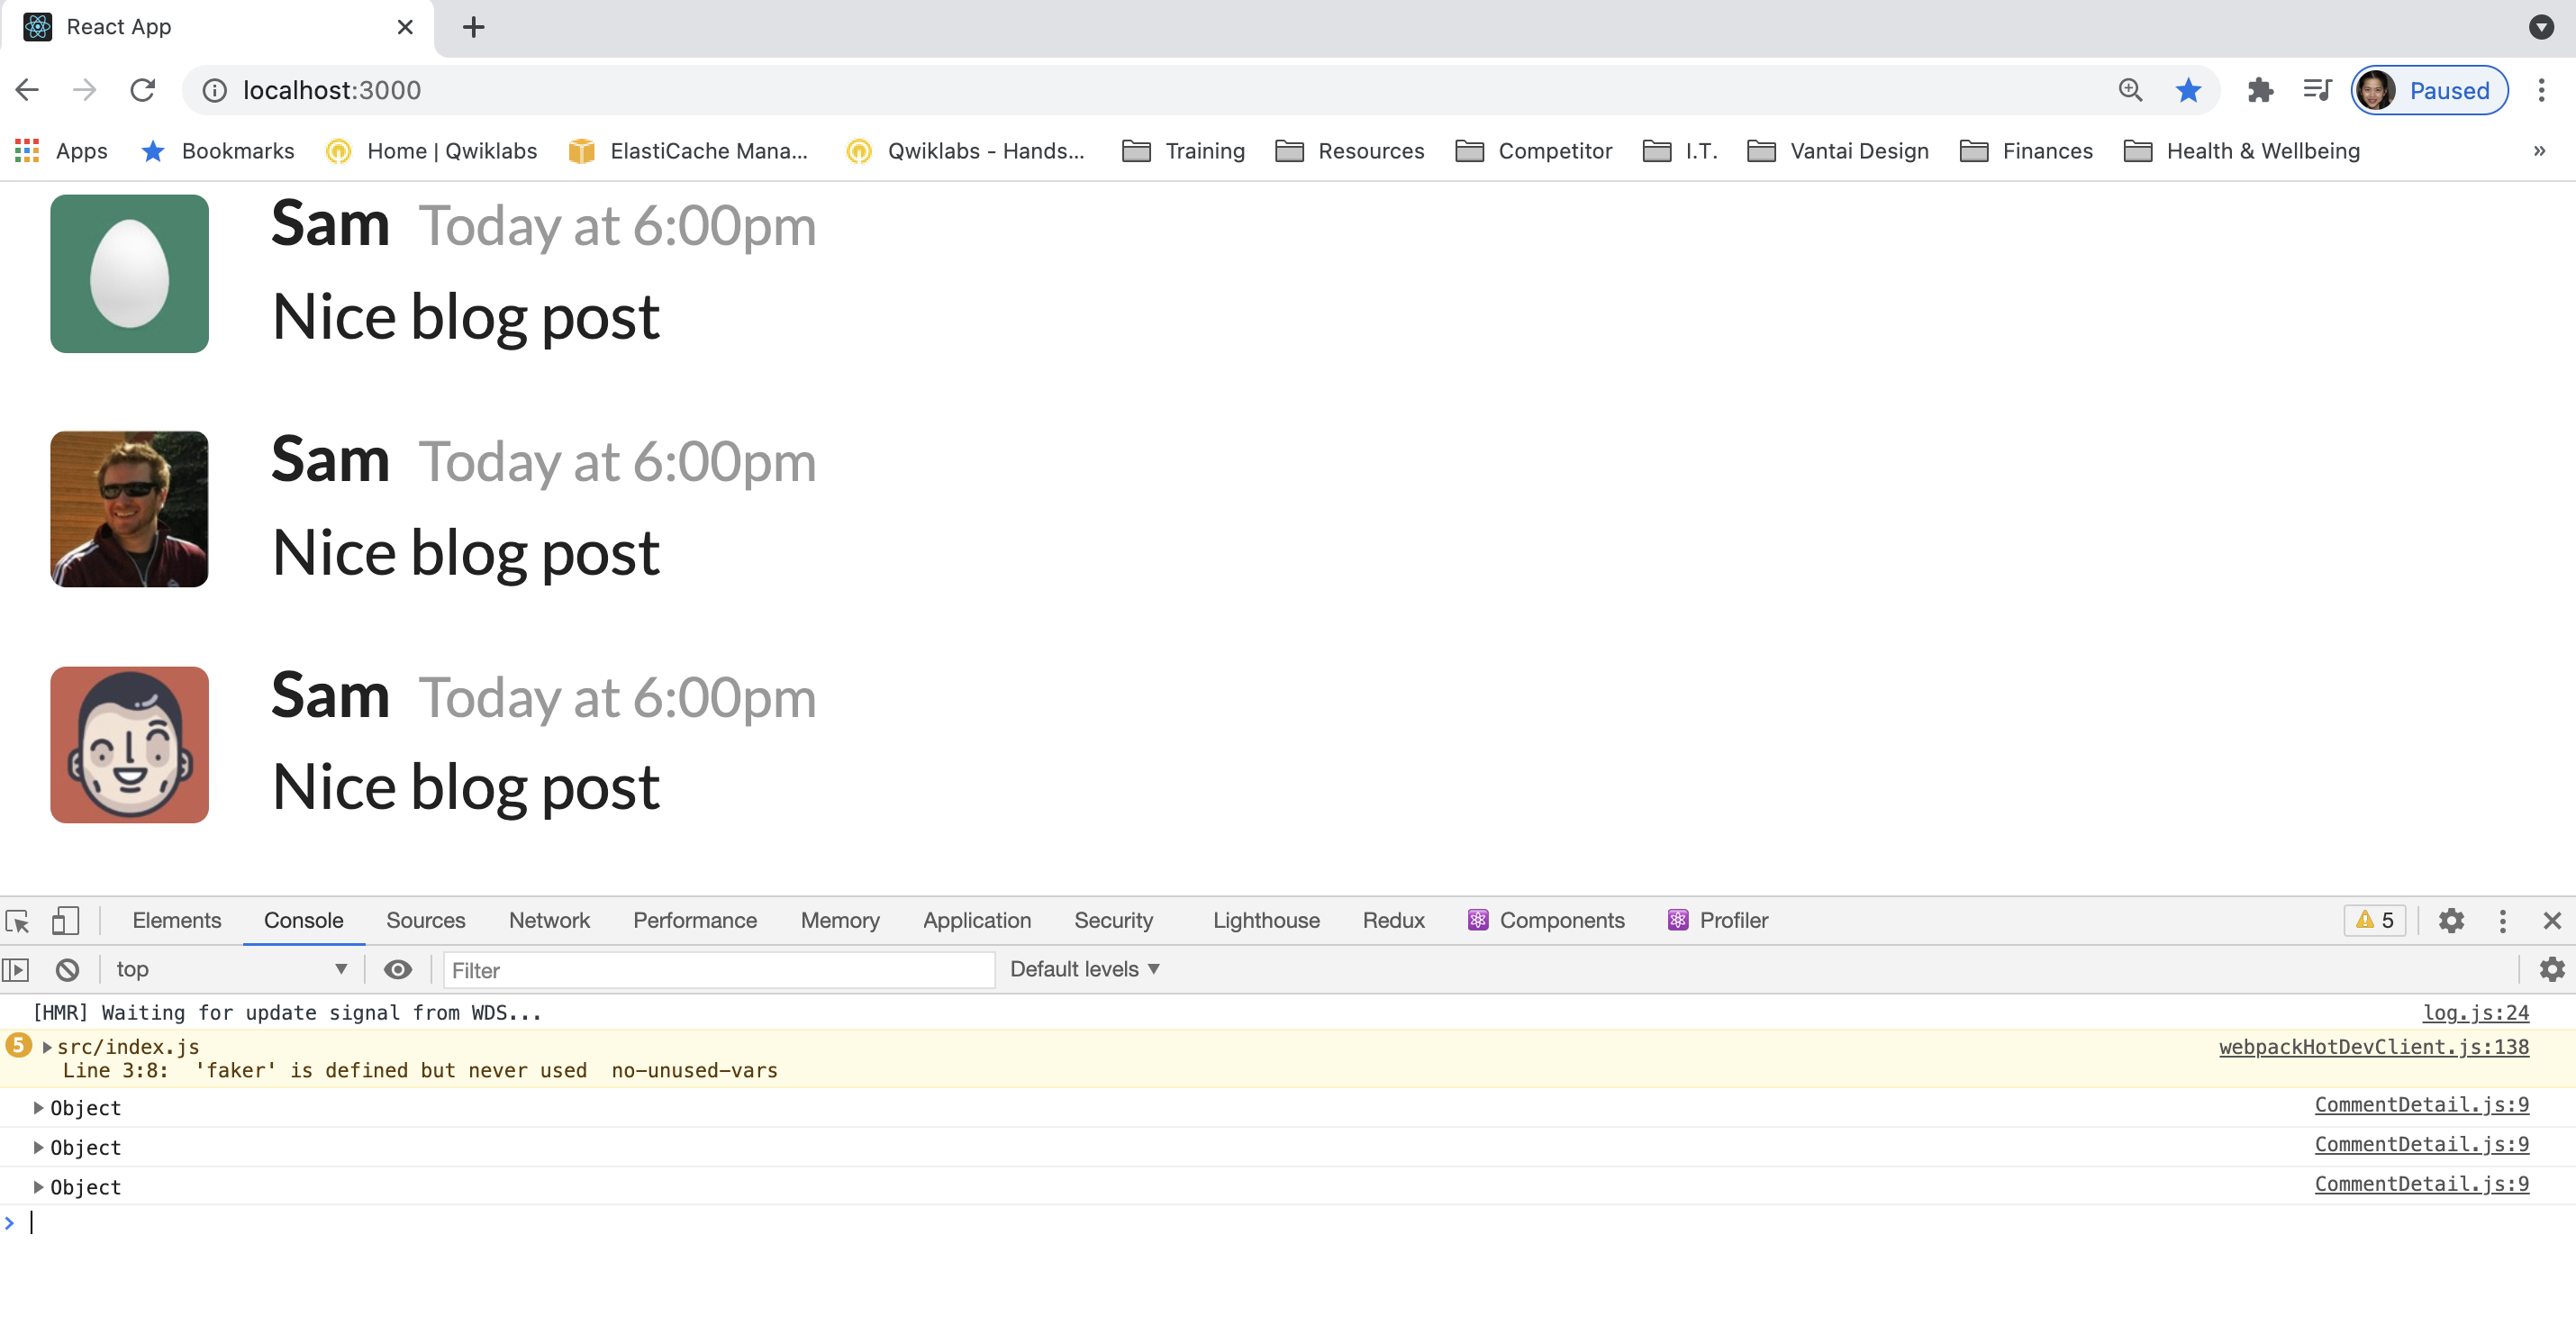 React App
localhost:3000
Paused
Apps Bookmarks Home | Qwiklabs ElastiCache Mana... Qwiklabs - Hands... Training Resources Competitor I.T. Vantai Design Finances Health & Wellbeing »
Sam Today at 6:00pm
Nice blog post
Sam Today at 6:00pm
Nice blog post
Sam Today at 6:00pm
Nice blog post
Elements Console Sources Network Performance Memory Application Security Lighthouse Redux Components Profiler 5
top Filter Default levels
[HMR] Waiting for update signal from WDS... log.js:24
5 src/index.js webpackHotDevClient.js:138
Line 3:8: 'faker' is defined but never used no-unused-vars
Object CommentDetail.js:9
Object CommentDetail.js:9
Object CommentDetail.js:9